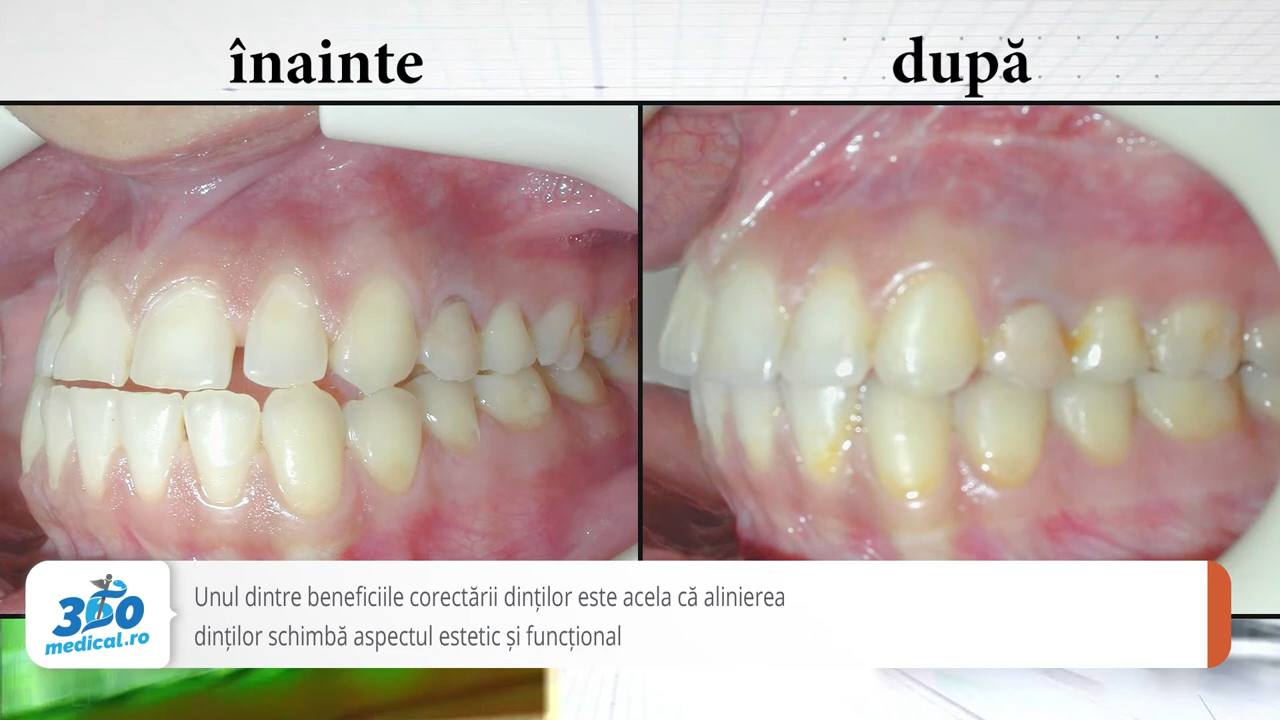 înainte
după
360
medical.ro
Unul dintre beneficiile corectării dinților este acela că alinierea
dinților schimbă aspectul estetic și funcțional